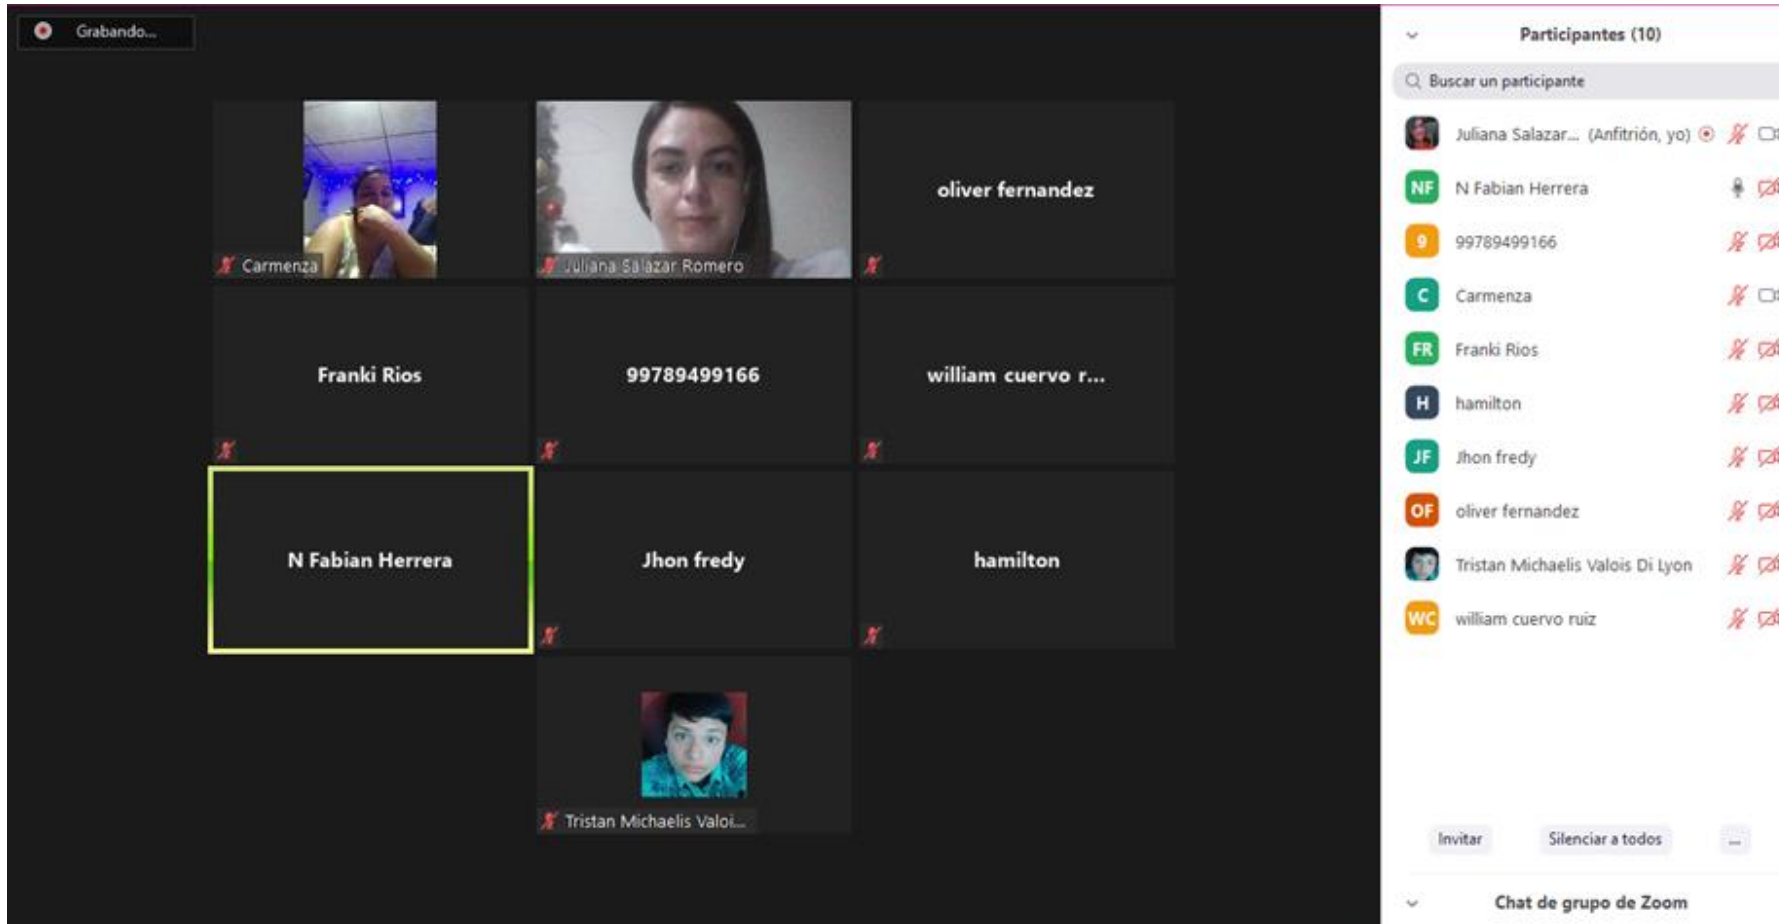 Grabando...
Carmenza
Juliana Salazar Romero
oliver fernandez
Franki Rios
99789499166
william cuervo r...
N Fabian Herrera
Jhon fredy
hamilton
Tristan Michaelis Valoi...
Participantes (10)
Buscar un participante
Juliana Salazar... (Anfitrión, yo)
NF N Fabian Herrera
9 99789499166
C Carmenza
FR Franki Rios
H hamilton
JF Jhon fredy
OF oliver fernandez
Tristan Michaelis Valois Di Lyon
WC william cuervo ruiz
Invitar Silenciar a todos ...
Chat de grupo de Zoom